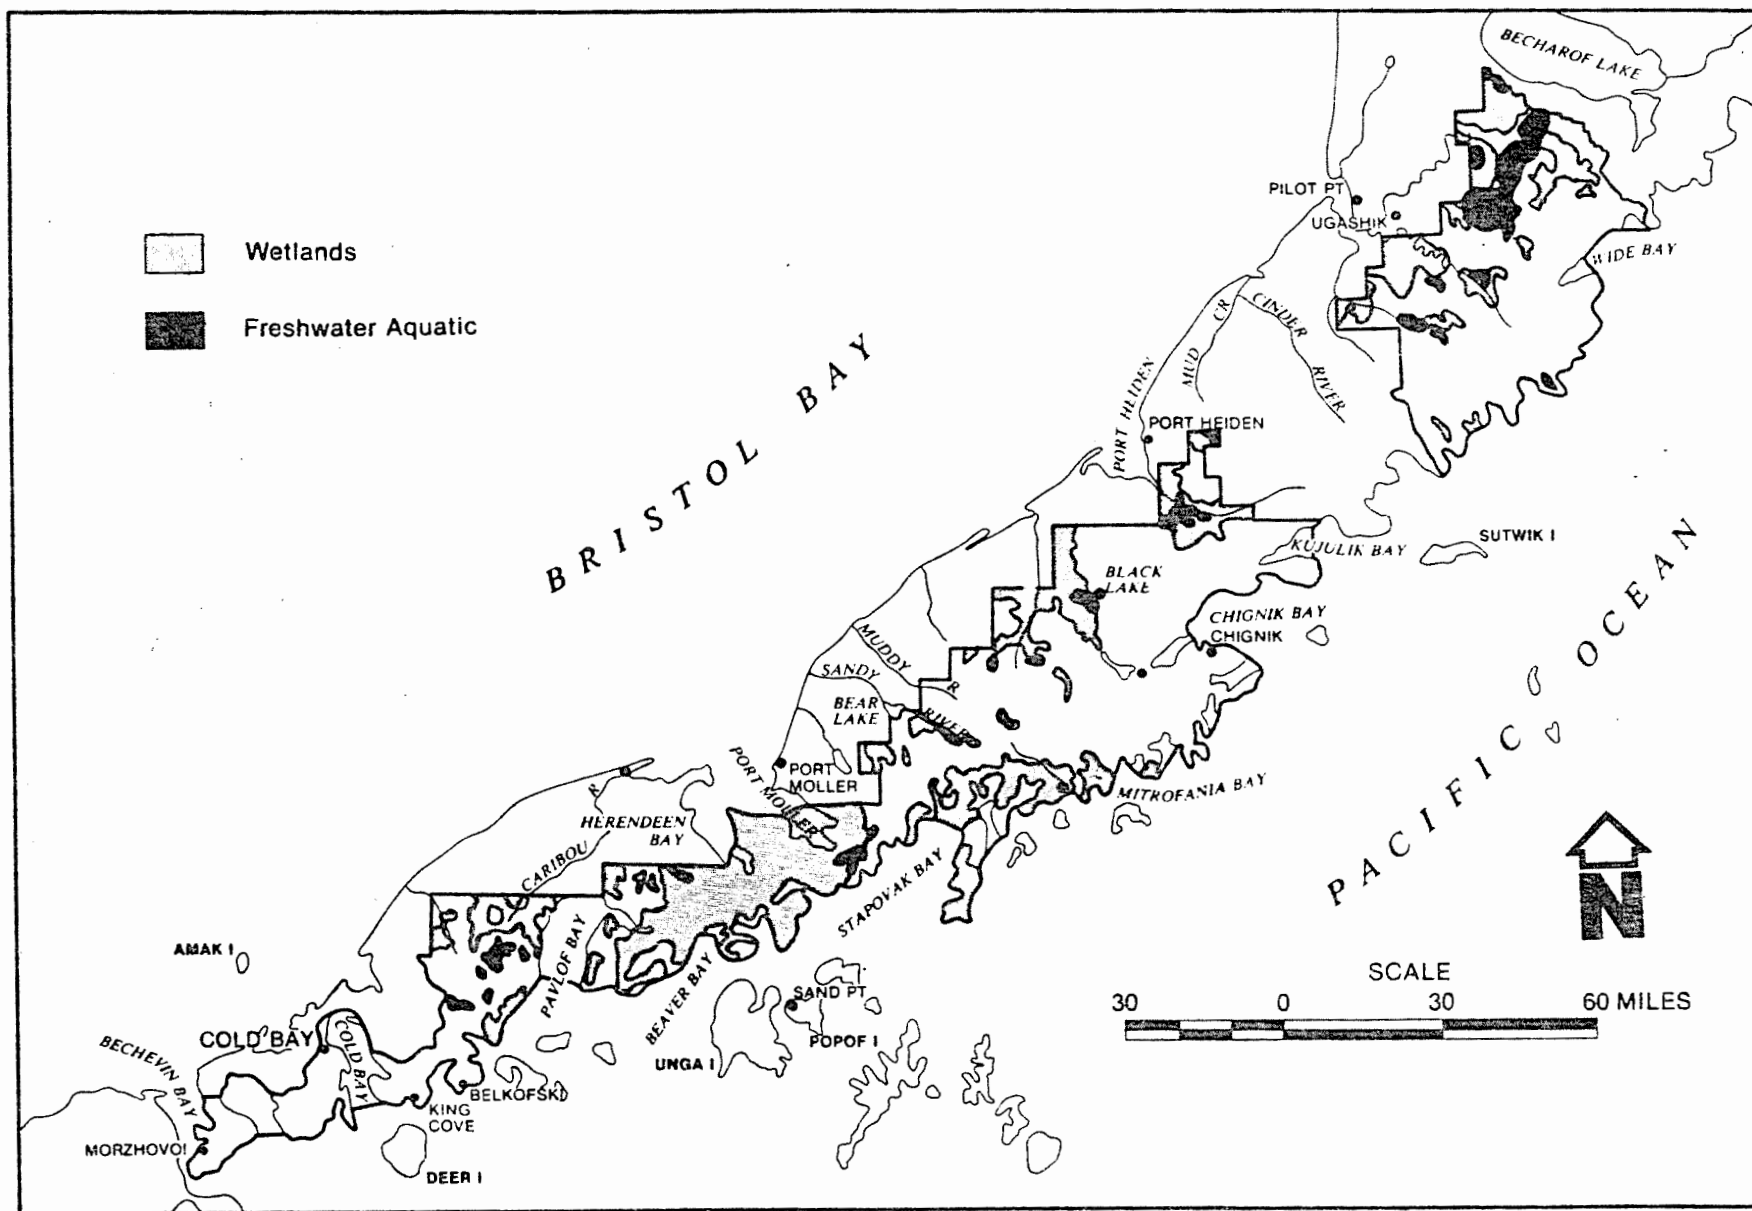 BECHAROF LAKE
PILOT PT
UGASHIK
WIDE BAY
Wetlands
Freshwater Aquatic
CINDER RIVER
MUD CR
PORT HEIDEN
PORT HEIDEN
BRISTOL BAY
KUJULIK BAY
SUTWIK I
BLACK
LAKE
CHIGNIK BAY
CHIGNIK
PACIFIC OCEAN
MUDDY R
SANDY RIVER
BEAR
LAKE
PORT
MOLLER
PORT MOLLER
MITROFANIA BAY
HERENDEEN
BAY
CARIBOU R
STAPOVAK BAY
PAVLOF BAY
BEAVER BAY
AMAK I
SAND PT
POPOF I
UNGA I
COLD BAY
COLD BAY
BECHEVIN BAY
BELKOFSKI
KING
COVE
MORZHOVOI
DEER I
N
SCALE
30 0 30 60 MILES